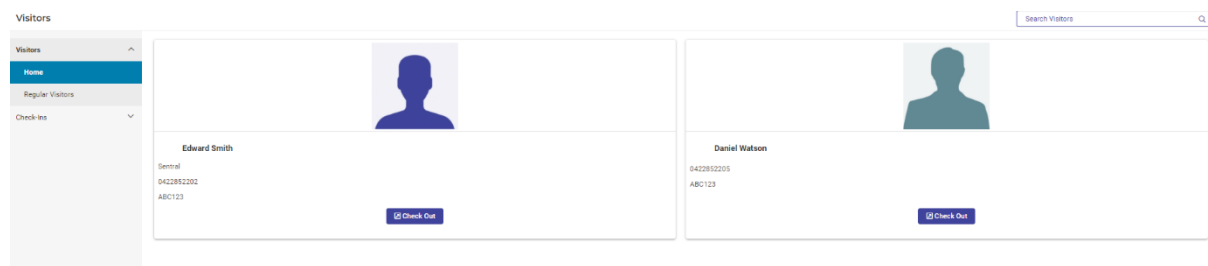 Visitors
Search Visitors
Visitors
Home
Regular Visitors
Check-ins
Edward Smith
Sentral
0422852202
ABC123
Check Out
Daniel Watson
0422852205
ABC123
Check Out